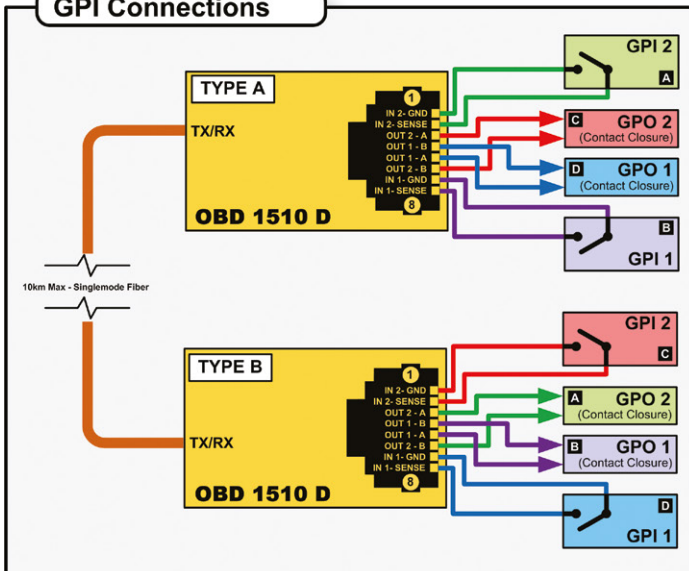 GPI Connections
TYPE A
TX/RX
OBD 1510 D
1
IN 2- GND
IN 2- SENSE
OUT 2 - A
OUT 1 - B
OUT 1 - A
OUT 2 - B
IN 1- GND
IN 1- SENSE
8
GPI 2
A
C
GPO 2
(Contact Closure)
D
GPO 1
(Contact Closure)
B
GPI 1
10km Max - Singlemode Fiber
TYPE B
TX/RX
OBD 1510 D
1
IN 2- GND
IN 2- SENSE
OUT 2 - A
OUT 1 - B
OUT 1 - A
OUT 2 - B
IN 1- GND
IN 1- SENSE
8
GPI 2
C
A
GPO 2
(Contact Closure)
B
GPO 1
(Contact Closure)
D
GPI 1